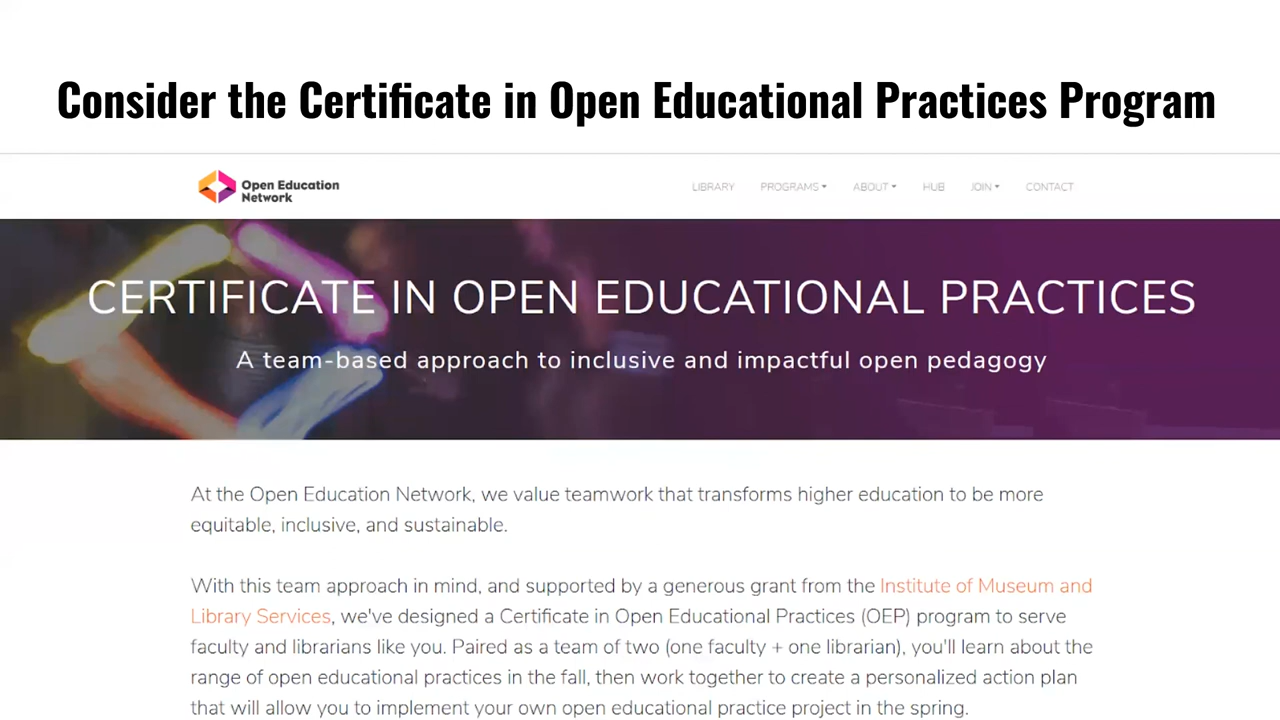 Consider the Certificate in Open Educational Practices Program
Open Education
Network
LIBRARY PROGRAMS ABOUT HUB JOIN CONTACT
CERTIFICATE IN OPEN EDUCATIONAL PRACTICES
A team-based approach to inclusive and impactful open pedagogy
At the Open Education Network, we value teamwork that transforms higher education to be more
equitable, inclusive, and sustainable.
With this team approach in mind, and supported by a generous grant from the Institute of Museum and
Library Services, we've designed a Certificate in Open Educational Practices (OEP) program to serve
faculty and librarians like you. Paired as a team of two (one faculty + one librarian), you'll learn about the
range of open educational practices in the fall, then work together to create a personalized action plan
that will allow you to implement your own open educational practice project in the spring.